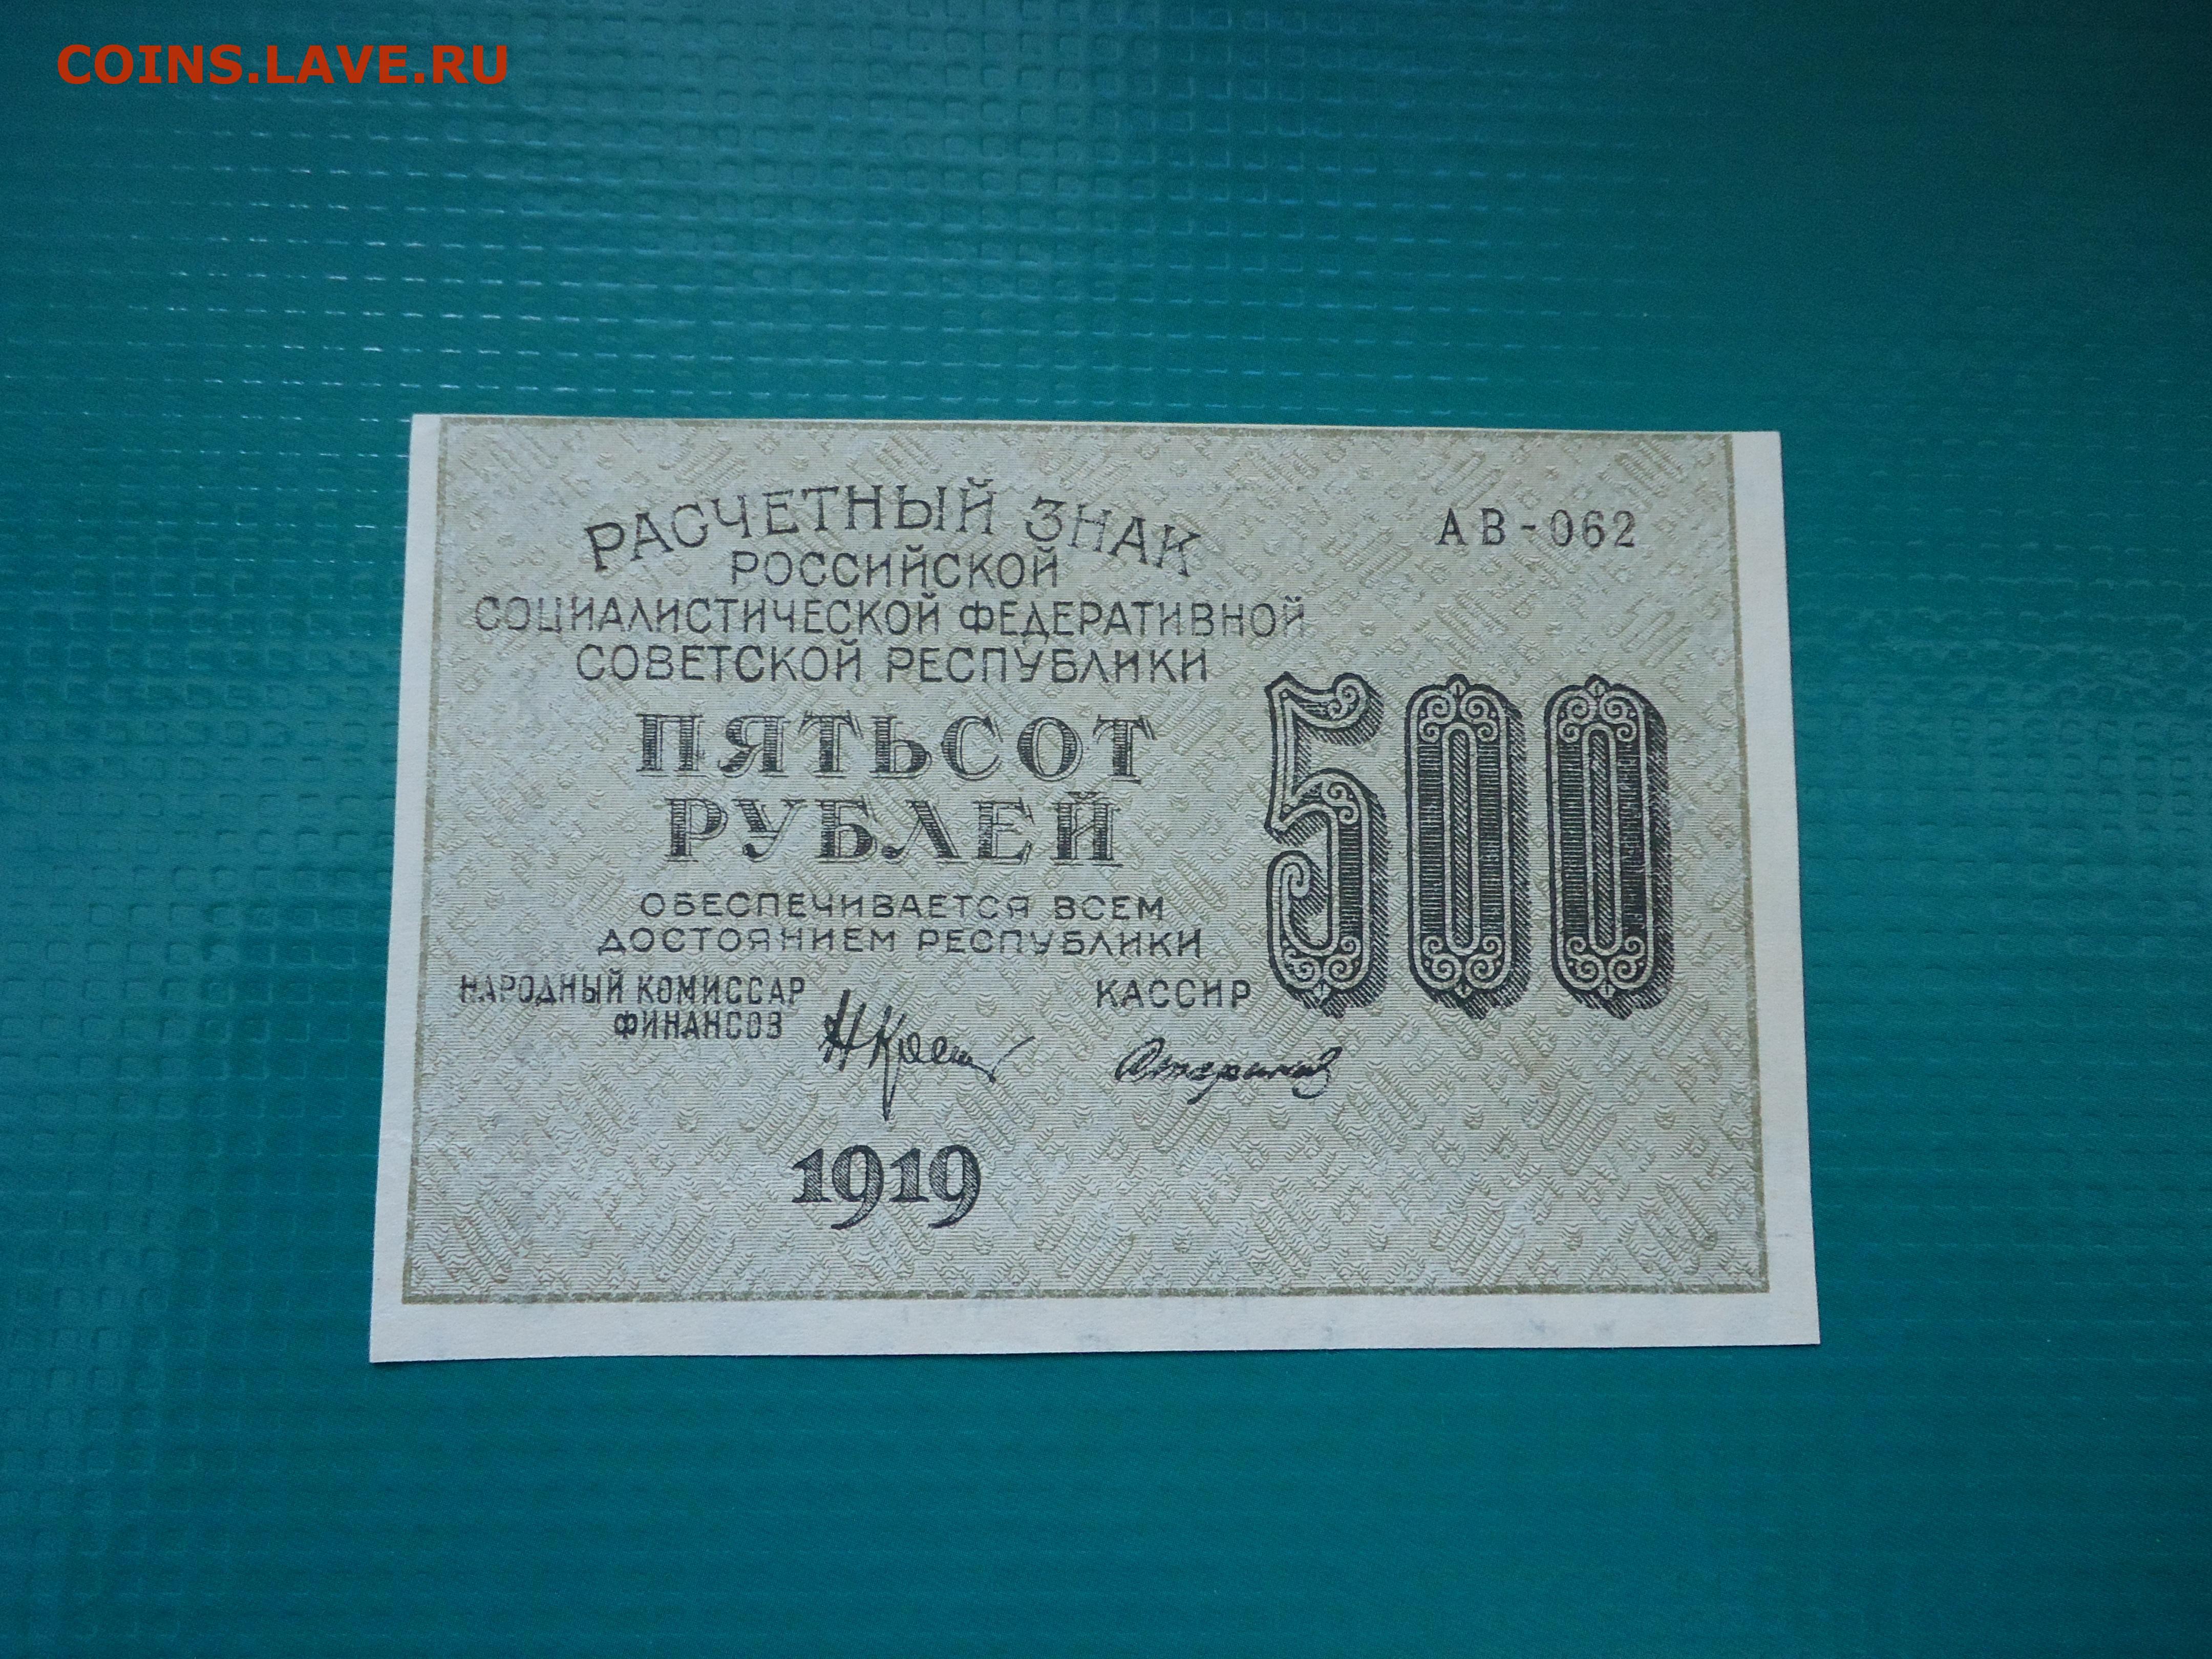 COINS.LAVE.RU
РАСЧЕТНЫЙ ЗНАК
АВ-062
РОССИЙСКОЙ
СОЦИАЛИСТИЧЕСКОЙ ФЕДЕРАТИВНОЙ
СОВЕТСКОЙ РЕСПУБЛИКИ
ПЯТЬСОТ
РУБЛЕЙ
500
ОБЕСПЕЧИВАЕТСЯ ВСЕМ
ДОСТОЯНИЕМ РЕСПУБЛИКИ
НАРОДНЫЙ КОМИССАР
ФИНАНСОВ
КАССИР
1919